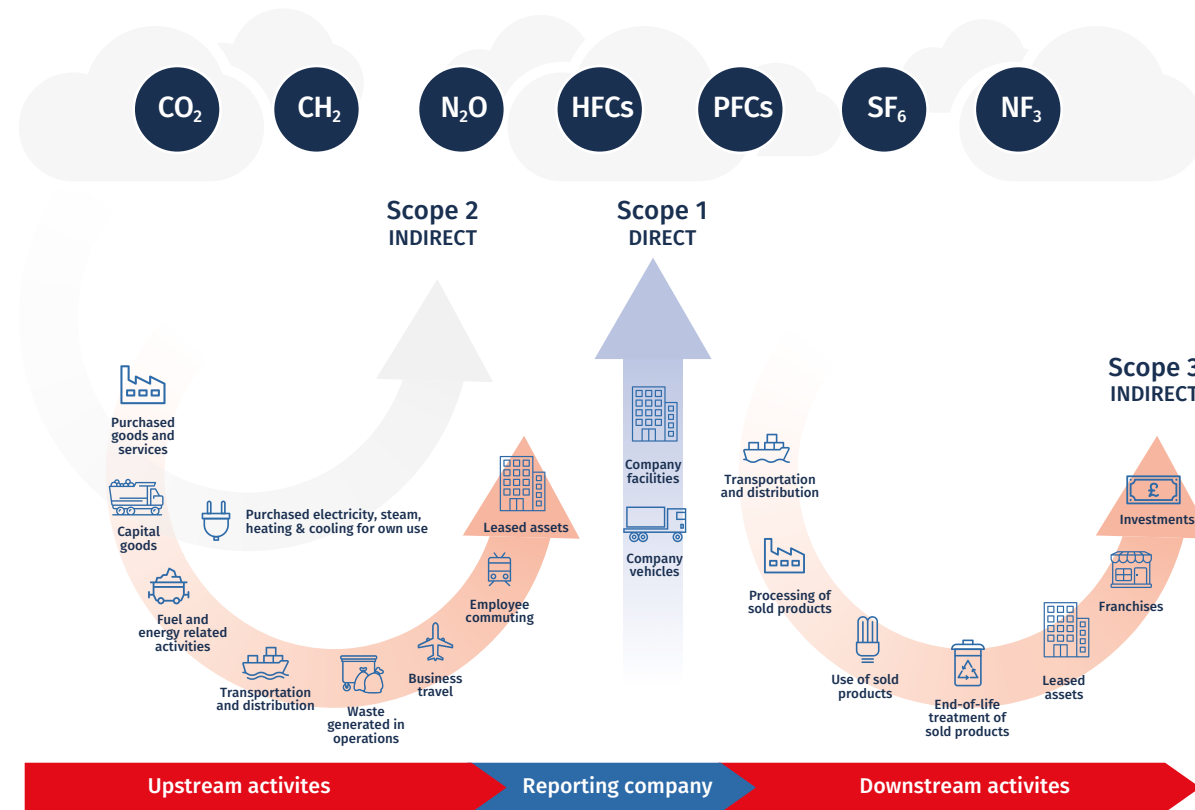 CO₂
CH₂
N₂O
HFCs
PFCs
SF₆
NF₃
Scope 2
INDIRECT
Scope 1
DIRECT
Scope 3
INDIRECT
Purchased
goods and
services
Capital
goods
Fuel and
energy related
activities
Transportation
and distribution
Waste
generated in
operations
Business
travel
Employee
commuting
Leased assets
Purchased electricity, steam,
heating & cooling for own use
Company
facilities
Company
vehicles
Transportation
and distribution
Processing of
sold products
Use of sold
products
End-of-life
treatment of
sold products
Leased
assets
Franchises
£
Investments
Upstream activites
Reporting company
Downstream activites